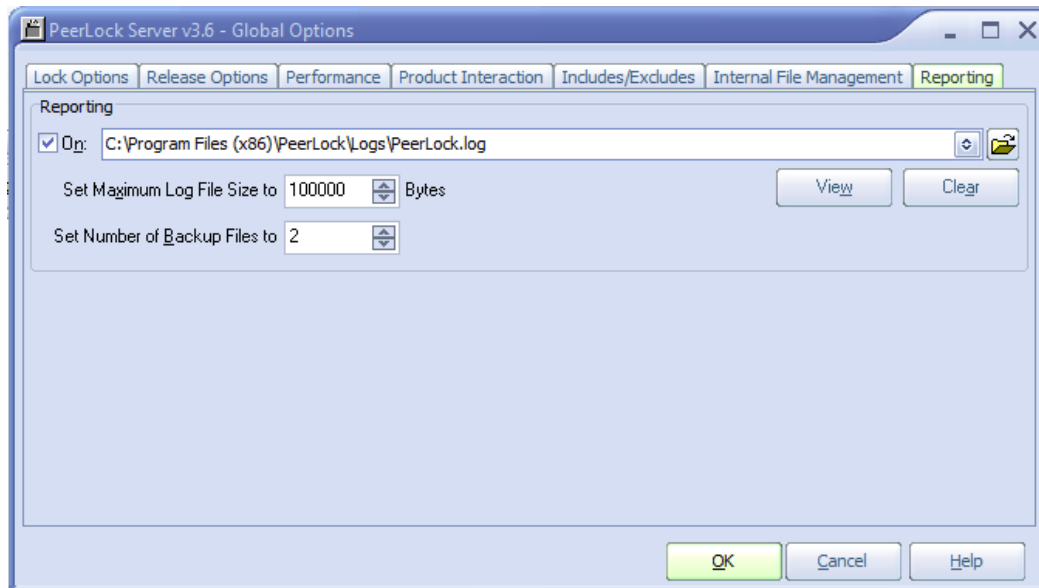 PeerLock Server v3.6 - Global Options
Lock Options Release Options Performance Product Interaction Includes/Excludes Internal File Management Reporting
Reporting
On: C:\Program Files (x86)\PeerLock\Logs\PeerLock.log
Set Maximum Log File Size to 100000 Bytes View Clear
Set Number of Backup Files to 2
OK Cancel Help